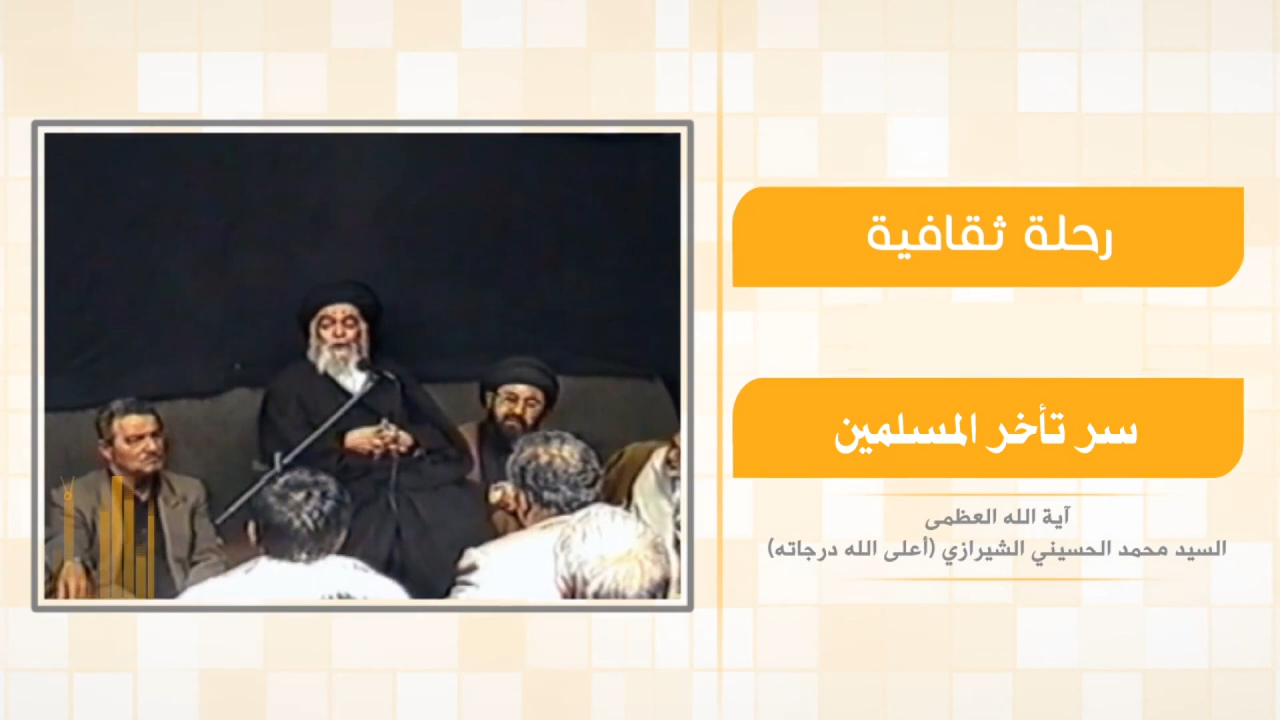 رحلة ثقافية
سر تأخر المسلمين
آية الله العظمى
السيد محمد الحسيني الشيرازي (أعلى الله درجاته)